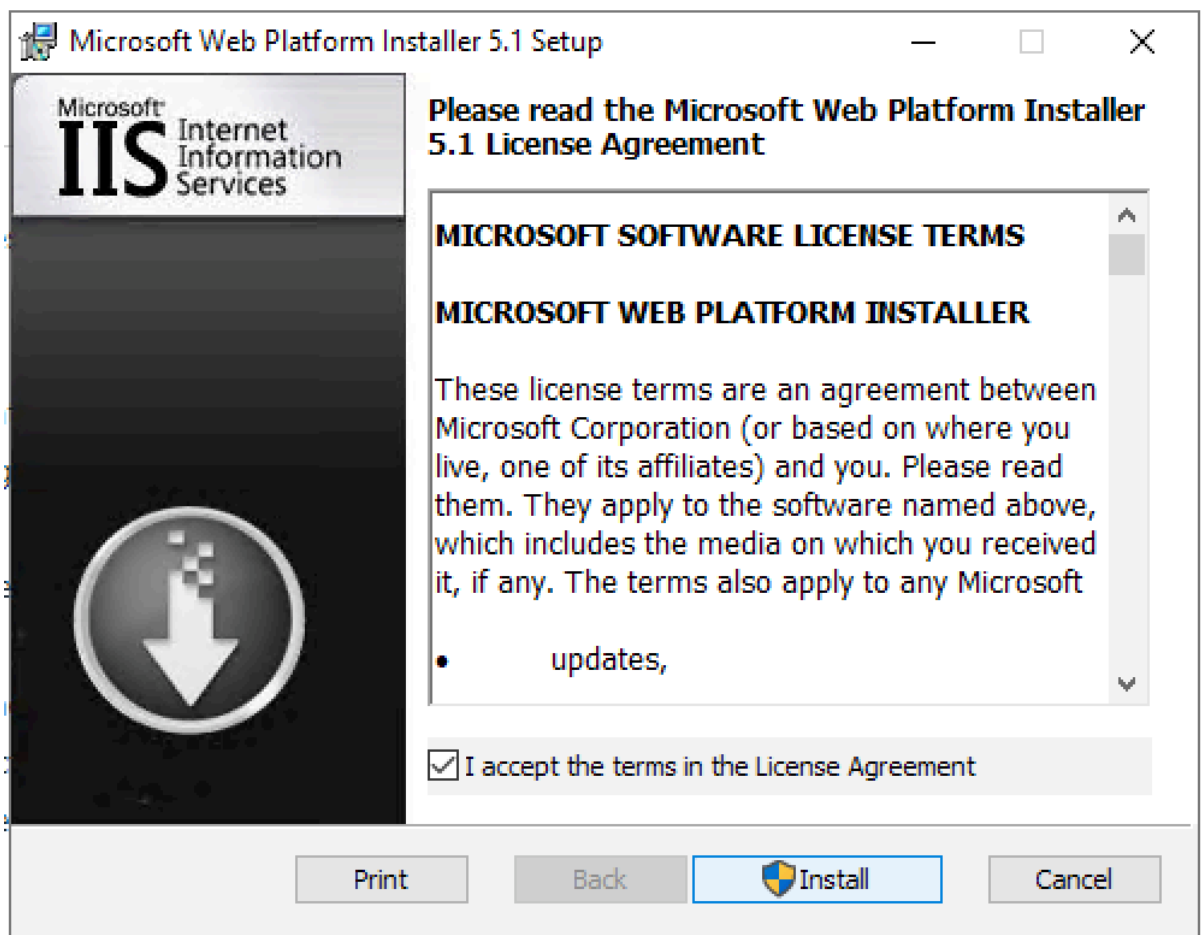 Microsoft Web Platform Installer 5.1 Setup
Microsoft
IIS
Internet
Information
Services
Please read the Microsoft Web Platform Installer
5.1 License Agreement
MICROSOFT SOFTWARE LICENSE TERMS
MICROSOFT WEB PLATFORM INSTALLER
These license terms are an agreement between
Microsoft Corporation (or based on where you
live, one of its affiliates) and you. Please read
them. They apply to the software named above,
which includes the media on which you received
it, if any. The terms also apply to any Microsoft
• updates,
I accept the terms in the License Agreement
Print
Back
Install
Cancel